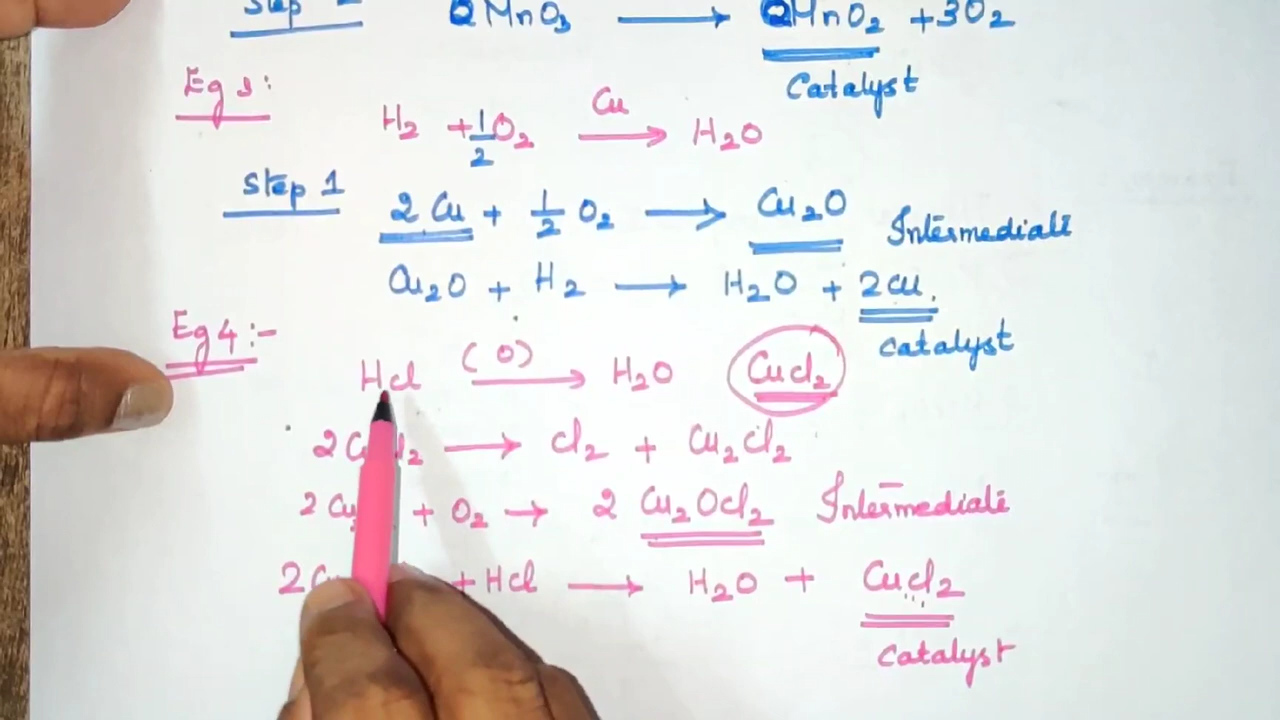 2MnO3 ⟶ 2MnO2 + 3O2
Catalyst
Eg 3:
H2 + 1/2 O2 Cu ⟶ H2O
Step 1 2Cu + 1/2 O2 ⟶ Cu2O Intermediate
Cu2O + H2 ⟶ H2O + 2Cu.
Catalyst
Eg 4:-
Hcl (O) ⟶ H2O Cucl2
⟶ cl2 + Cu2Cl2
+ O2 → 2 Cu2Ocl2 Intermediate
+ Hcl ⟶ H2O + Cucl2
Catalyst